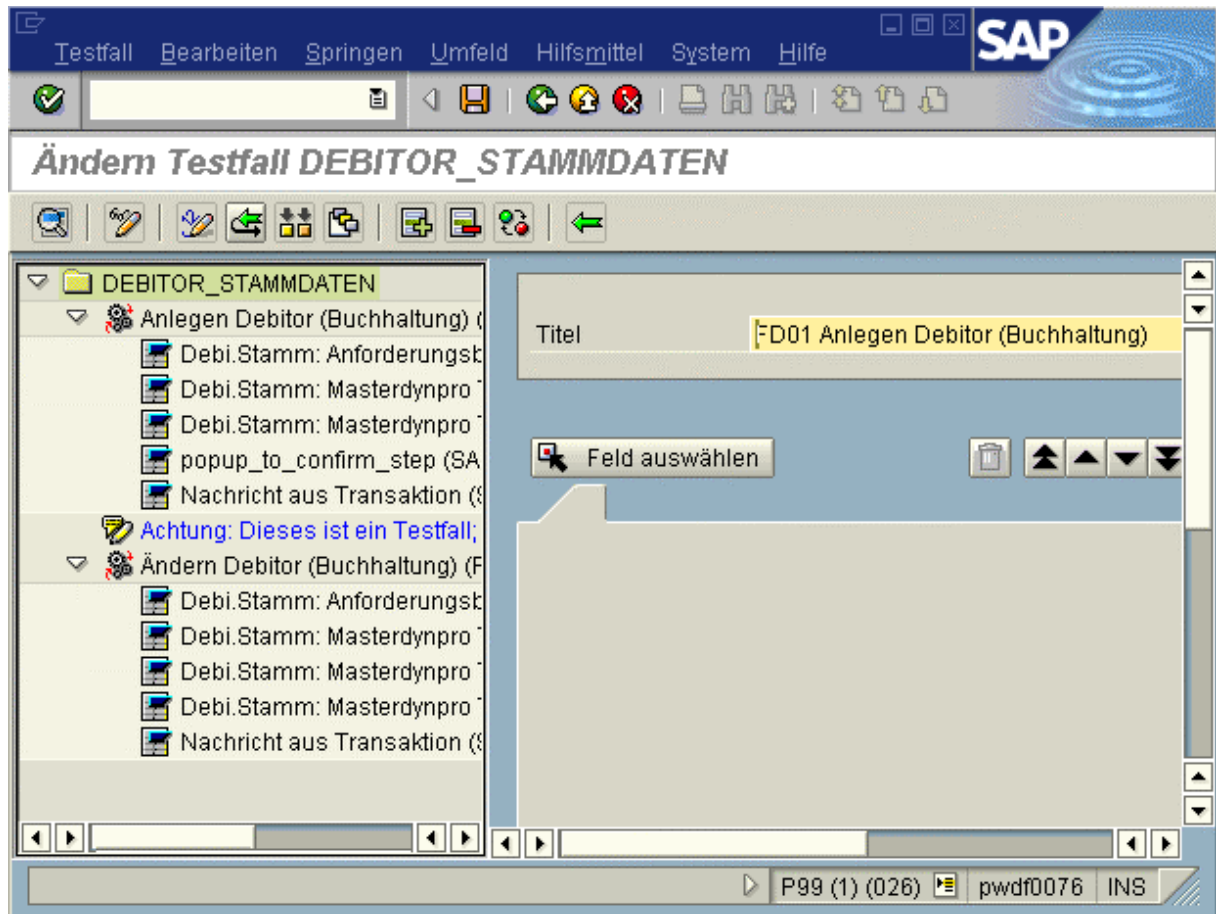 SAP
Testfall Bearbeiten Springen Umfeld Hilfsmittel System Hilfe
Ändern Testfall DEBITOR_STAMMDATEN
DEBITOR_STAMMDATEN
Anlegen Debitor (Buchhaltung) (
Debi.Stamm: Anforderungsb
Debi.Stamm: Masterdynpro
Debi.Stamm: Masterdynpro
popup_to_confirm_step (SA
Nachricht aus Transaktion (S
Achtung: Dieses ist ein Testfall;
Ändern Debitor (Buchhaltung) (F
Debi.Stamm: Anforderungsb
Debi.Stamm: Masterdynpro
Debi.Stamm: Masterdynpro
Debi.Stamm: Masterdynpro
Nachricht aus Transaktion (S
Titel FD01 Anlegen Debitor (Buchhaltung)
Feld auswählen
P99 (1) (026) pwdf0076 INS